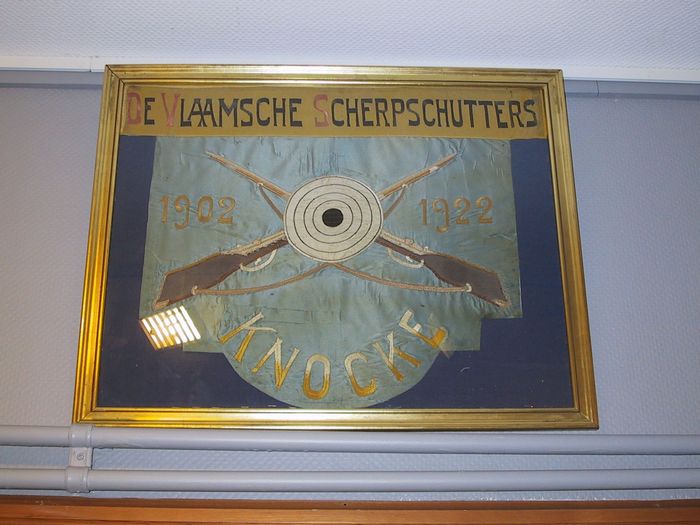 DE VLAAMSCHE SCHERPSCHUTTERS
1902 1922
KNOCKE